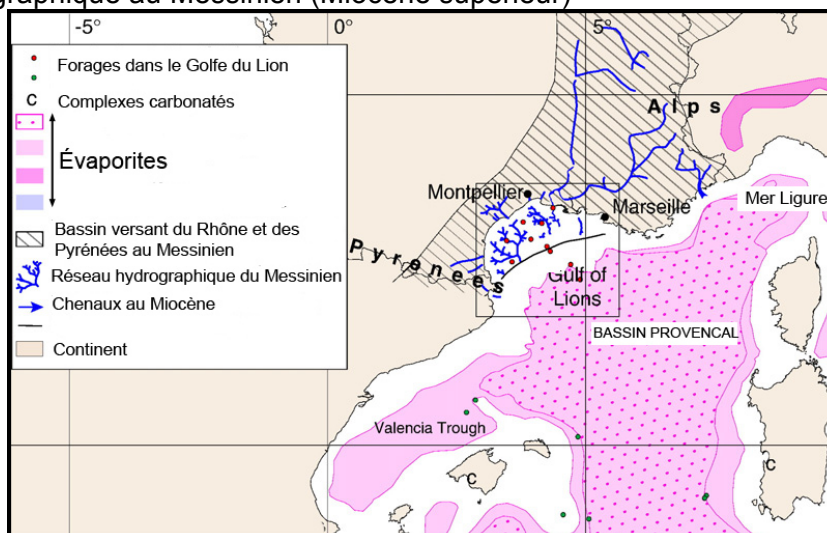 graphique au Messinien (Miocène supérieur)
-5°
0°
5°
Forages dans le Golfe du Lion
C Complexes carbonatés
Évaporites
Bassin versant du Rhône et des
Pyrénées au Messinien
Réseau hydrographique du Messinien
Chenaux au Miocène
Continent
Alps
Montpellier
Marseille
Mer Ligure
Pyrenees
Gulf of
Lions
BASSIN PROVENCAL
Valencia Trough
C
C